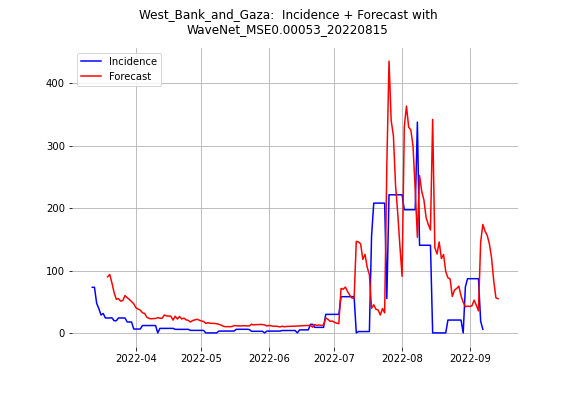 West_Bank_and_Gaza:  Incidence + Forecast with
WaveNet_MSE0.00053_20220815
Incidence
Forecast
400
300
200
100
0
2022-04
2022-05
2022-06
2022-07
2022-08
2022-09